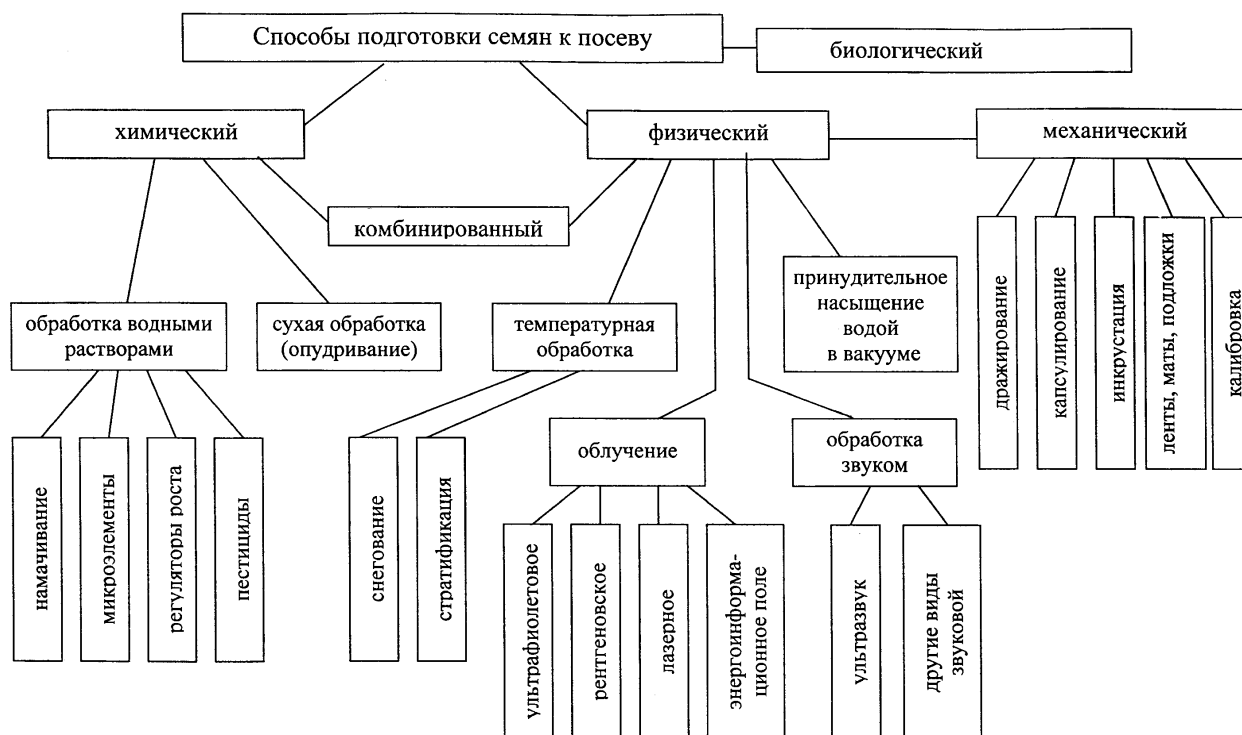 Способы подготовки семян к посеву
биологический
химический
физический
механический
комбинированный
обработка водными
растворами
сухая обработка
(опудривание)
температурная
обработка
принудительное
насыщение
водой
в вакууме
дражирование
капсулирование
инкрустация
ленты, маты, подложки
калибровка
намачивание
микроэлементы
регуляторы роста
пестициды
снегование
стратификация
облучение
обработка
звуком
ультрафиолетовое
рентгеновское
лазерное
энергоинформа-
ционное поле
ультразвук
другие виды
звуковой